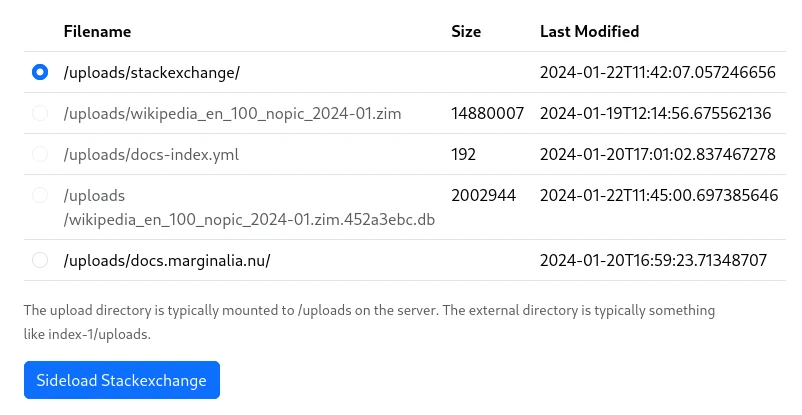 Filename Size Last Modified
/uploads/stackexchange/ 2024-01-22T11:42:07.057246656
/uploads/wikipedia_en_100_nopic_2024-01.zim 14880007 2024-01-19T12:14:56.675562136
/uploads/docs-index.yml 192 2024-01-20T17:01:02.837467278
/uploads 2002944 2024-01-22T11:45:00.697385646
/wikipedia_en_100_nopic_2024-01.zim.452a3ebc.db
/uploads/docs.marginalia.nu/ 2024-01-20T16:59:23.71348707
The upload directory is typically mounted to /uploads on the server. The external directory is typically something
like index-1/uploads.
Sideload Stackexchange